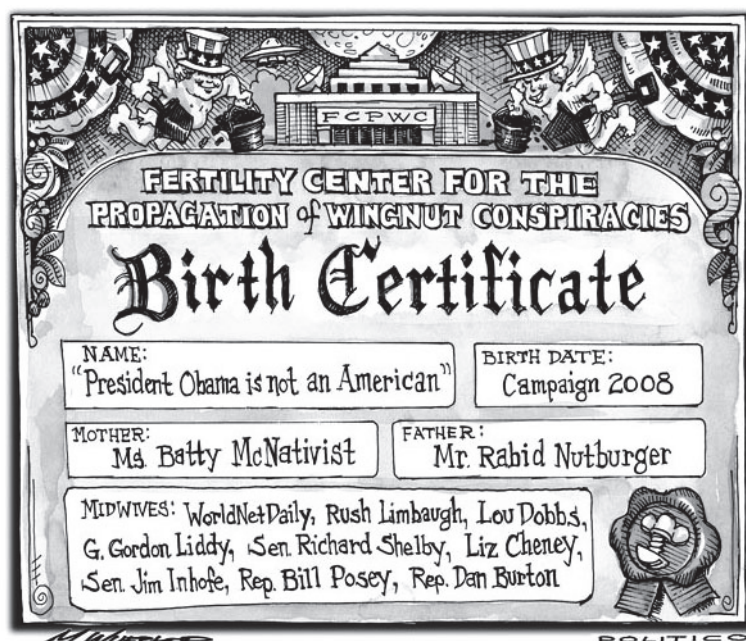 FCPWC
FERTILITY CENTER FOR THE
PROPAGATION of WINGNUT CONSPIRACIES
Birth Certificate
NAME:
"President Obama is not an American"
BIRTH DATE:
Campaign 2008
MOTHER:
Ms. Batty McNativist
FATHER:
Mr. Rabid Nutburger
MIDWIVES: WorldNetDaily, Rush Limbaugh, Lou Dobbs,
G. Gordon Liddy, Sen. Richard Shelby, Liz Cheney,
Sen. Jim Inhofe, Rep. Bill Posey, Rep. Dan Burton